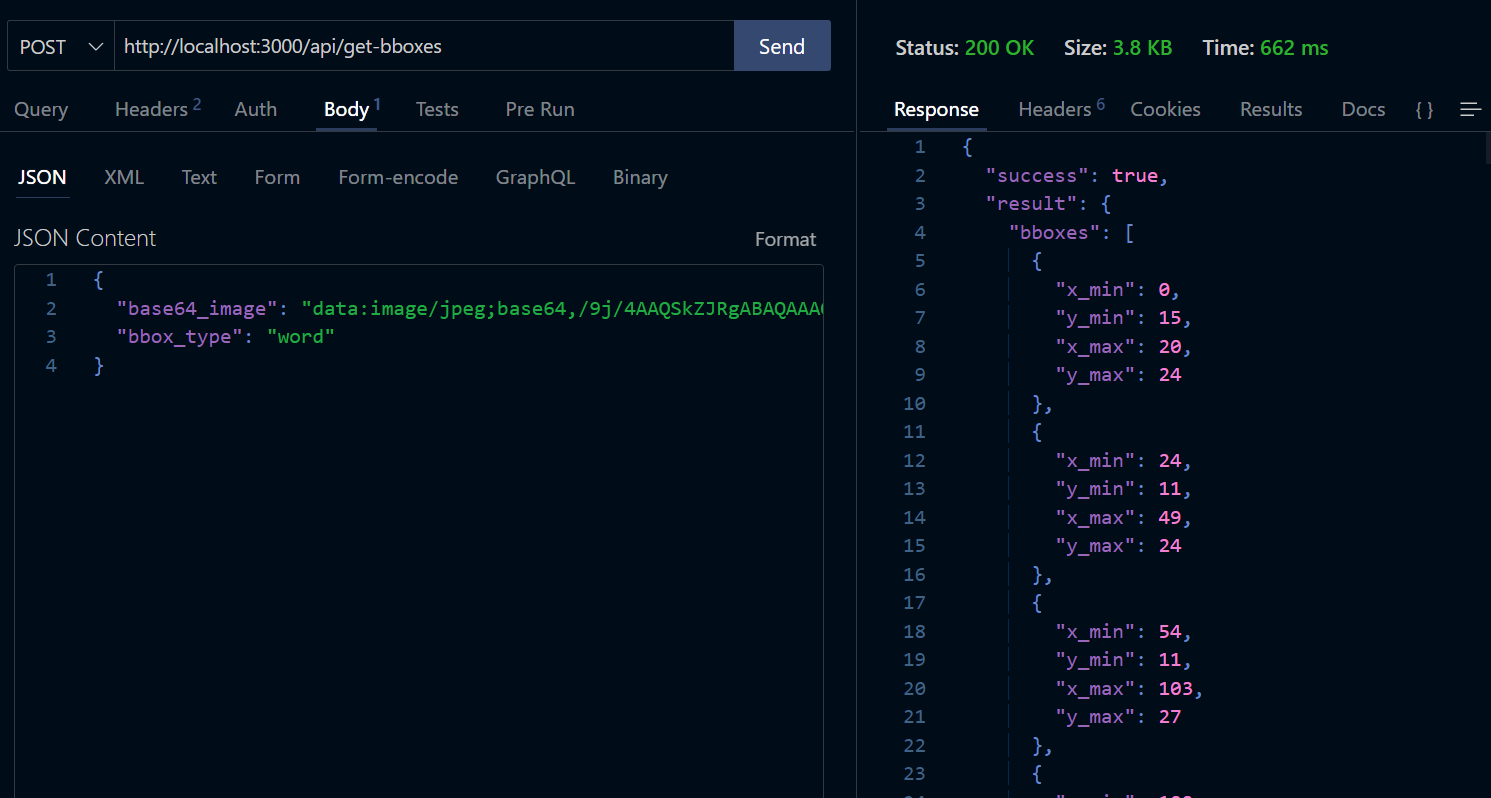 POST http://localhost:3000/api/get-bboxes Send
Query Headers 2 Auth Body 1 Tests Pre Run
JSON XML Text Form Form-encode GraphQL Binary
JSON Content Format
1 {
2 "base64_image": "data:image/jpeg;base64,/9j/4AAQSkZJRgABAQAAA
3 "bbox_type": "word"
4 }
Status: 200 OK Size: 3.8 KB Time: 662 ms
Response Headers 6 Cookies Results Docs { }
1 {
2 "success": true,
3 "result": {
4 "bboxes": [
5 {
6 "x_min": 0,
7 "y_min": 15,
8 "x_max": 20,
9 "y_max": 24
10 },
11 {
12 "x_min": 24,
13 "y_min": 11,
14 "x_max": 49,
15 "y_max": 24
16 },
17 {
18 "x_min": 54,
19 "y_min": 11,
20 "x_max": 103,
21 "y_max": 27
22 },
23 {